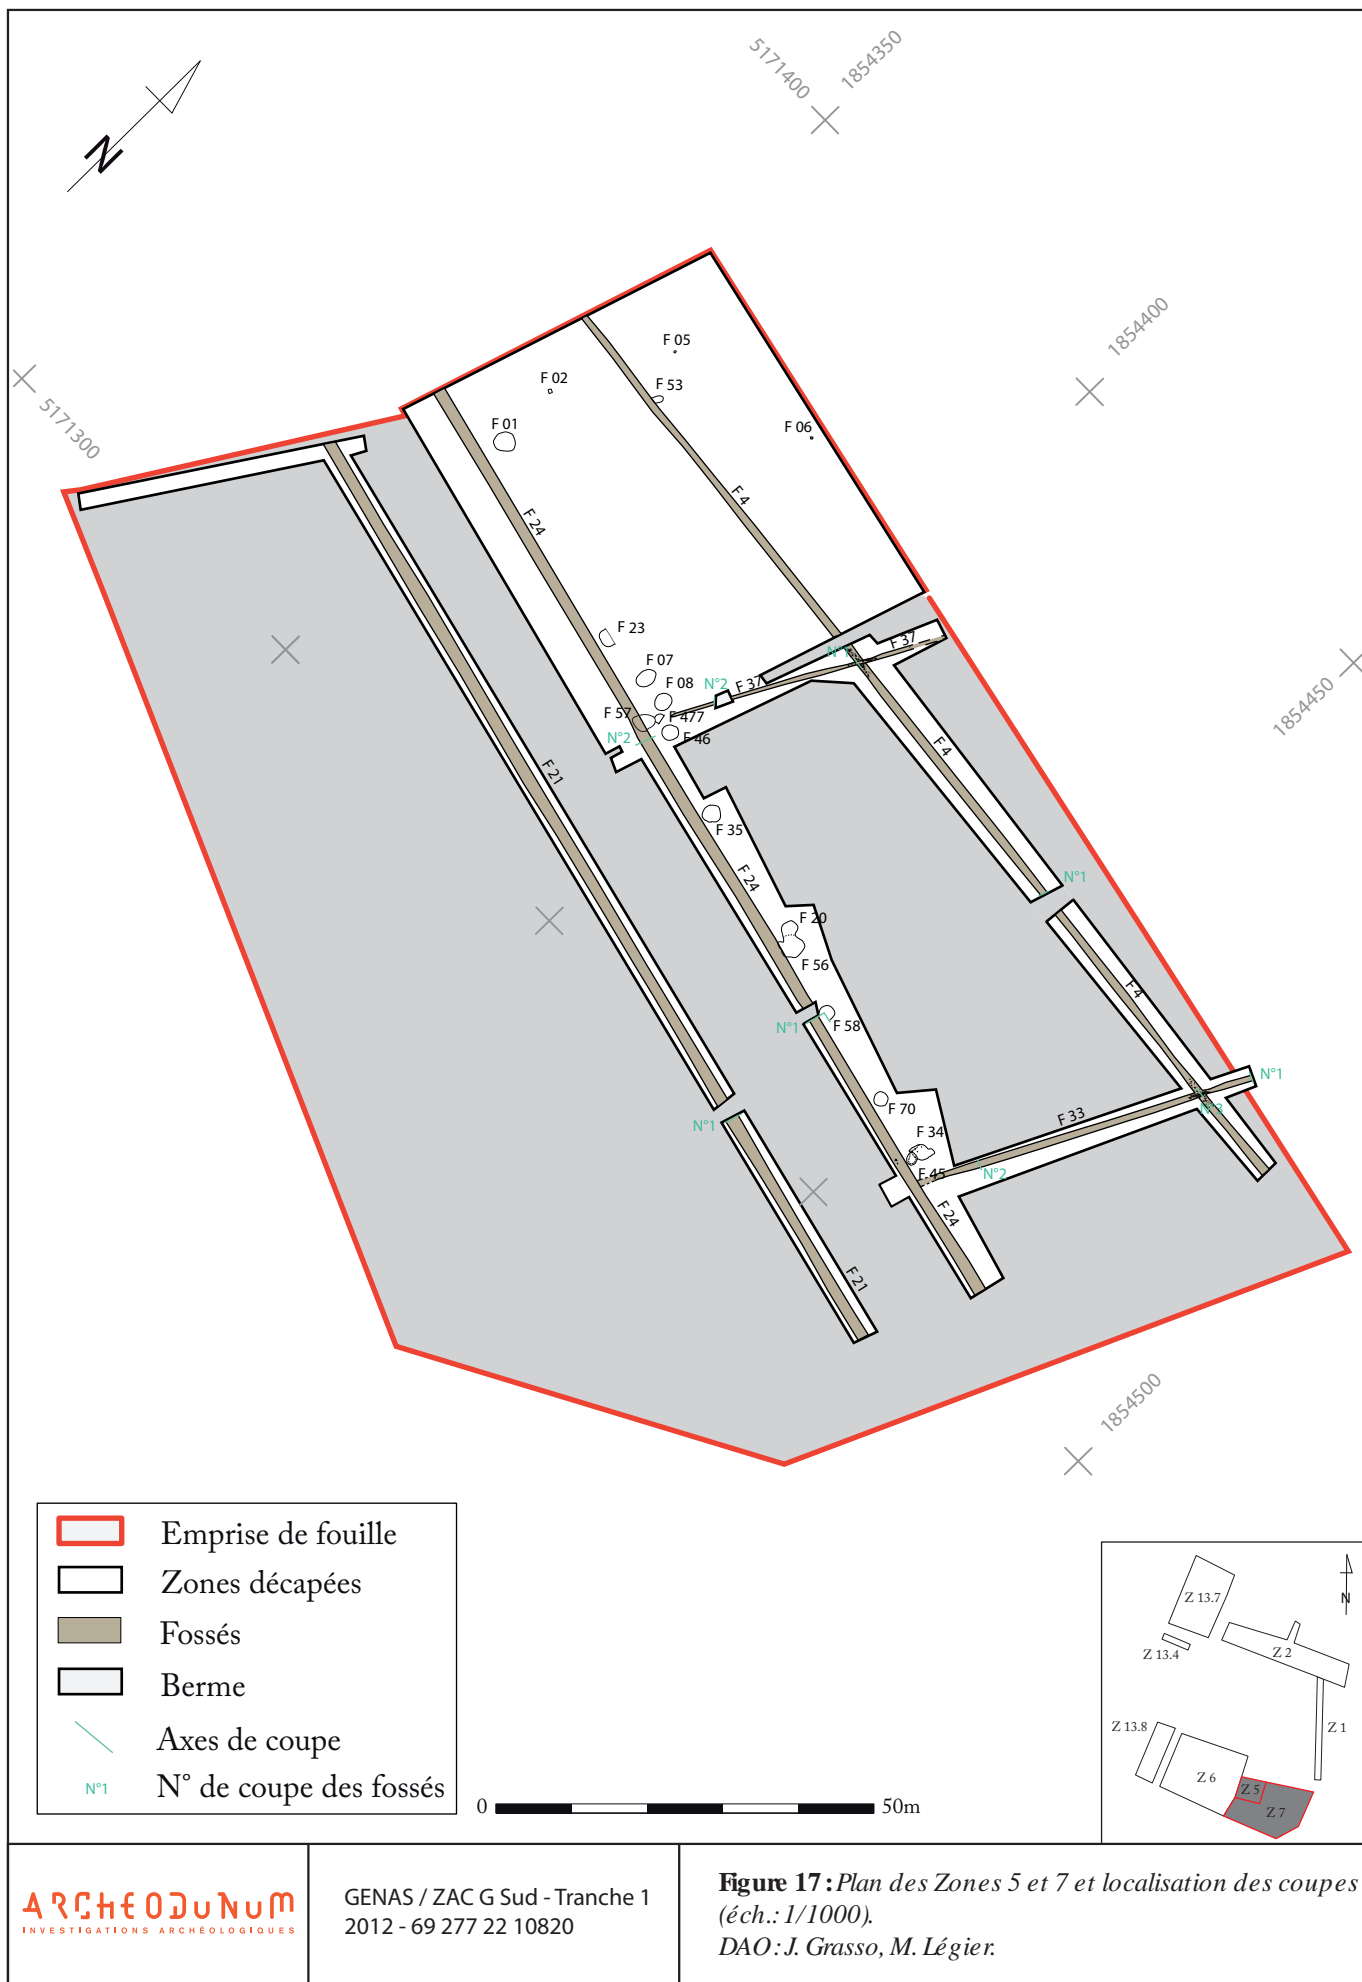 5171400
1854350
N
1854400
5171300
1854450
F 05
F 02
F 53
F 01
F 06
F 4
F 24
F 23
F 07
F 08
F 57
F 477
F 46
N°2
N°2
F 37
N°1
F 37
F 4
F 21
F 35
F 24
N°1
F 20
F 56
F 4
N°1
F 58
N°1
F 70
F 33
N°3
N°1
F 34
F 45
N°2
F 24
F 21
1854500
Emprise de fouille
Zones décapées
Fossés
Berme
Axes de coupe
N°1
N° de coupe des fossés
0
50m
N
Z 13.7
Z 13.4
Z 2
Z 13.8
Z 1
Z 6
Z 5
Z 7
ARCHEODUNUM
INVESTIGATIONS ARCHÉOLOGIQUES
GENAS / ZAC G Sud - Tranche 1
2012 - 69 277 22 10820
Figure 17 : Plan des Zones 5 et 7 et localisation des coupes
(éch.: 1/1000).
DAO : J. Grasso, M. Légier.